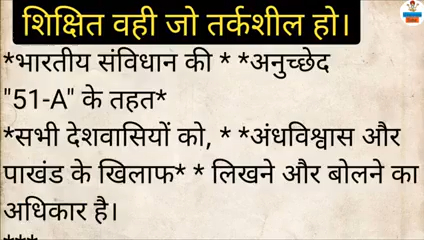 शिक्षित वही जो तर्कशील हो।
*भारतीय संविधान की * *अनुच्छेद
"51-A" के तहत*
*सभी देशवासियों को, * *अंधविश्वास और
पाखंड के खिलाफ* * लिखने और बोलने का
अधिकार है।
***